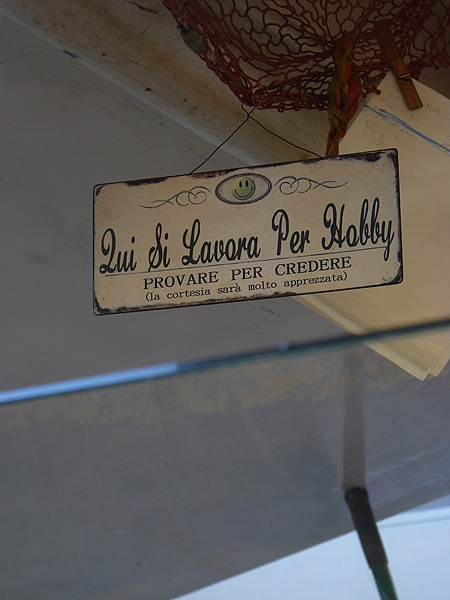 Qui Si Lavora Per Hobby
PROVARE PER CREDERE
(la cortesia sarà molto apprezzata)